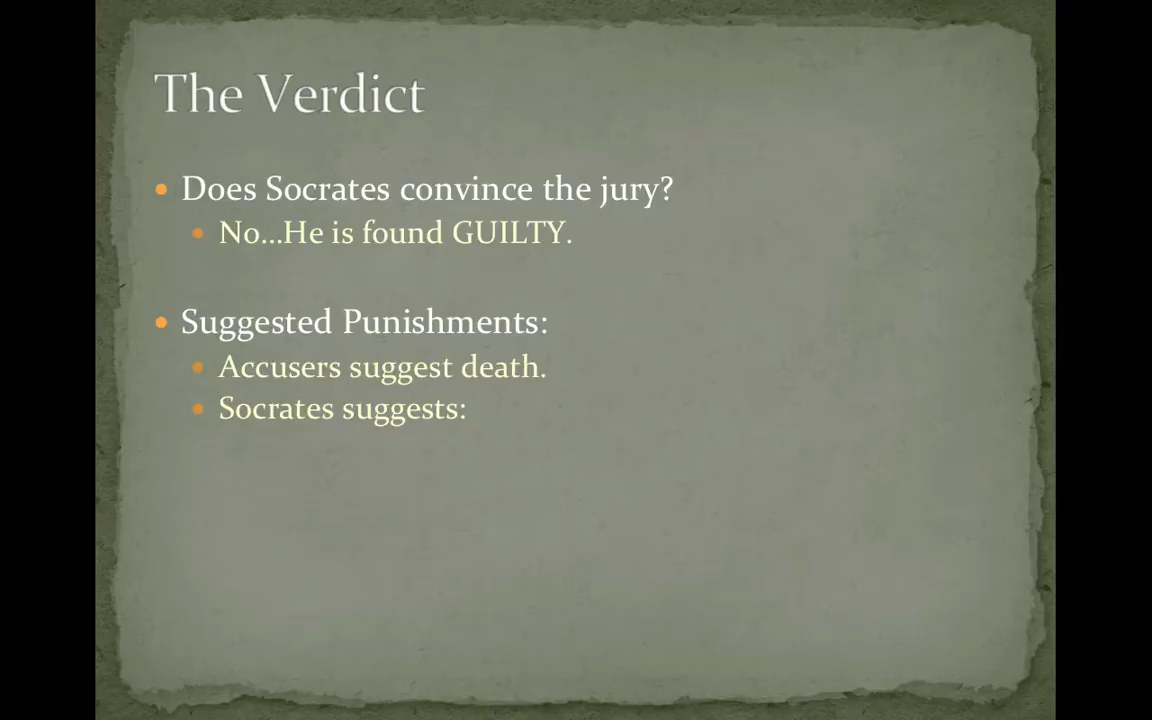 The Verdict
Does Socrates convince the jury?
No...He is found GUILTY.
Suggested Punishments:
Accusers suggest death.
Socrates suggests: